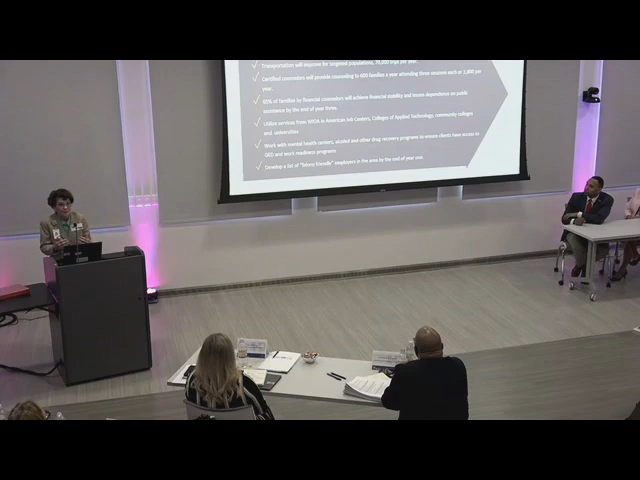 Transportation will improve for targeted populations, 70,000 trips per year.
Certified counselors will provide counseling to 600 families a year attending three sessions each or 1,800 per
year.
85% of families by financial counselors will achieve financial stability and lessen dependence on public
assistance by the end of year three.
Utilize services from WIOA in American Job Centers, Colleges of Applied Technology, community colleges
and universities
Work with mental health centers, alcohol and other drug recovery programs to ensure clients have access to
GED and work readiness programs
Develop a list of "felony friendly" employers in the area by the end of year one.